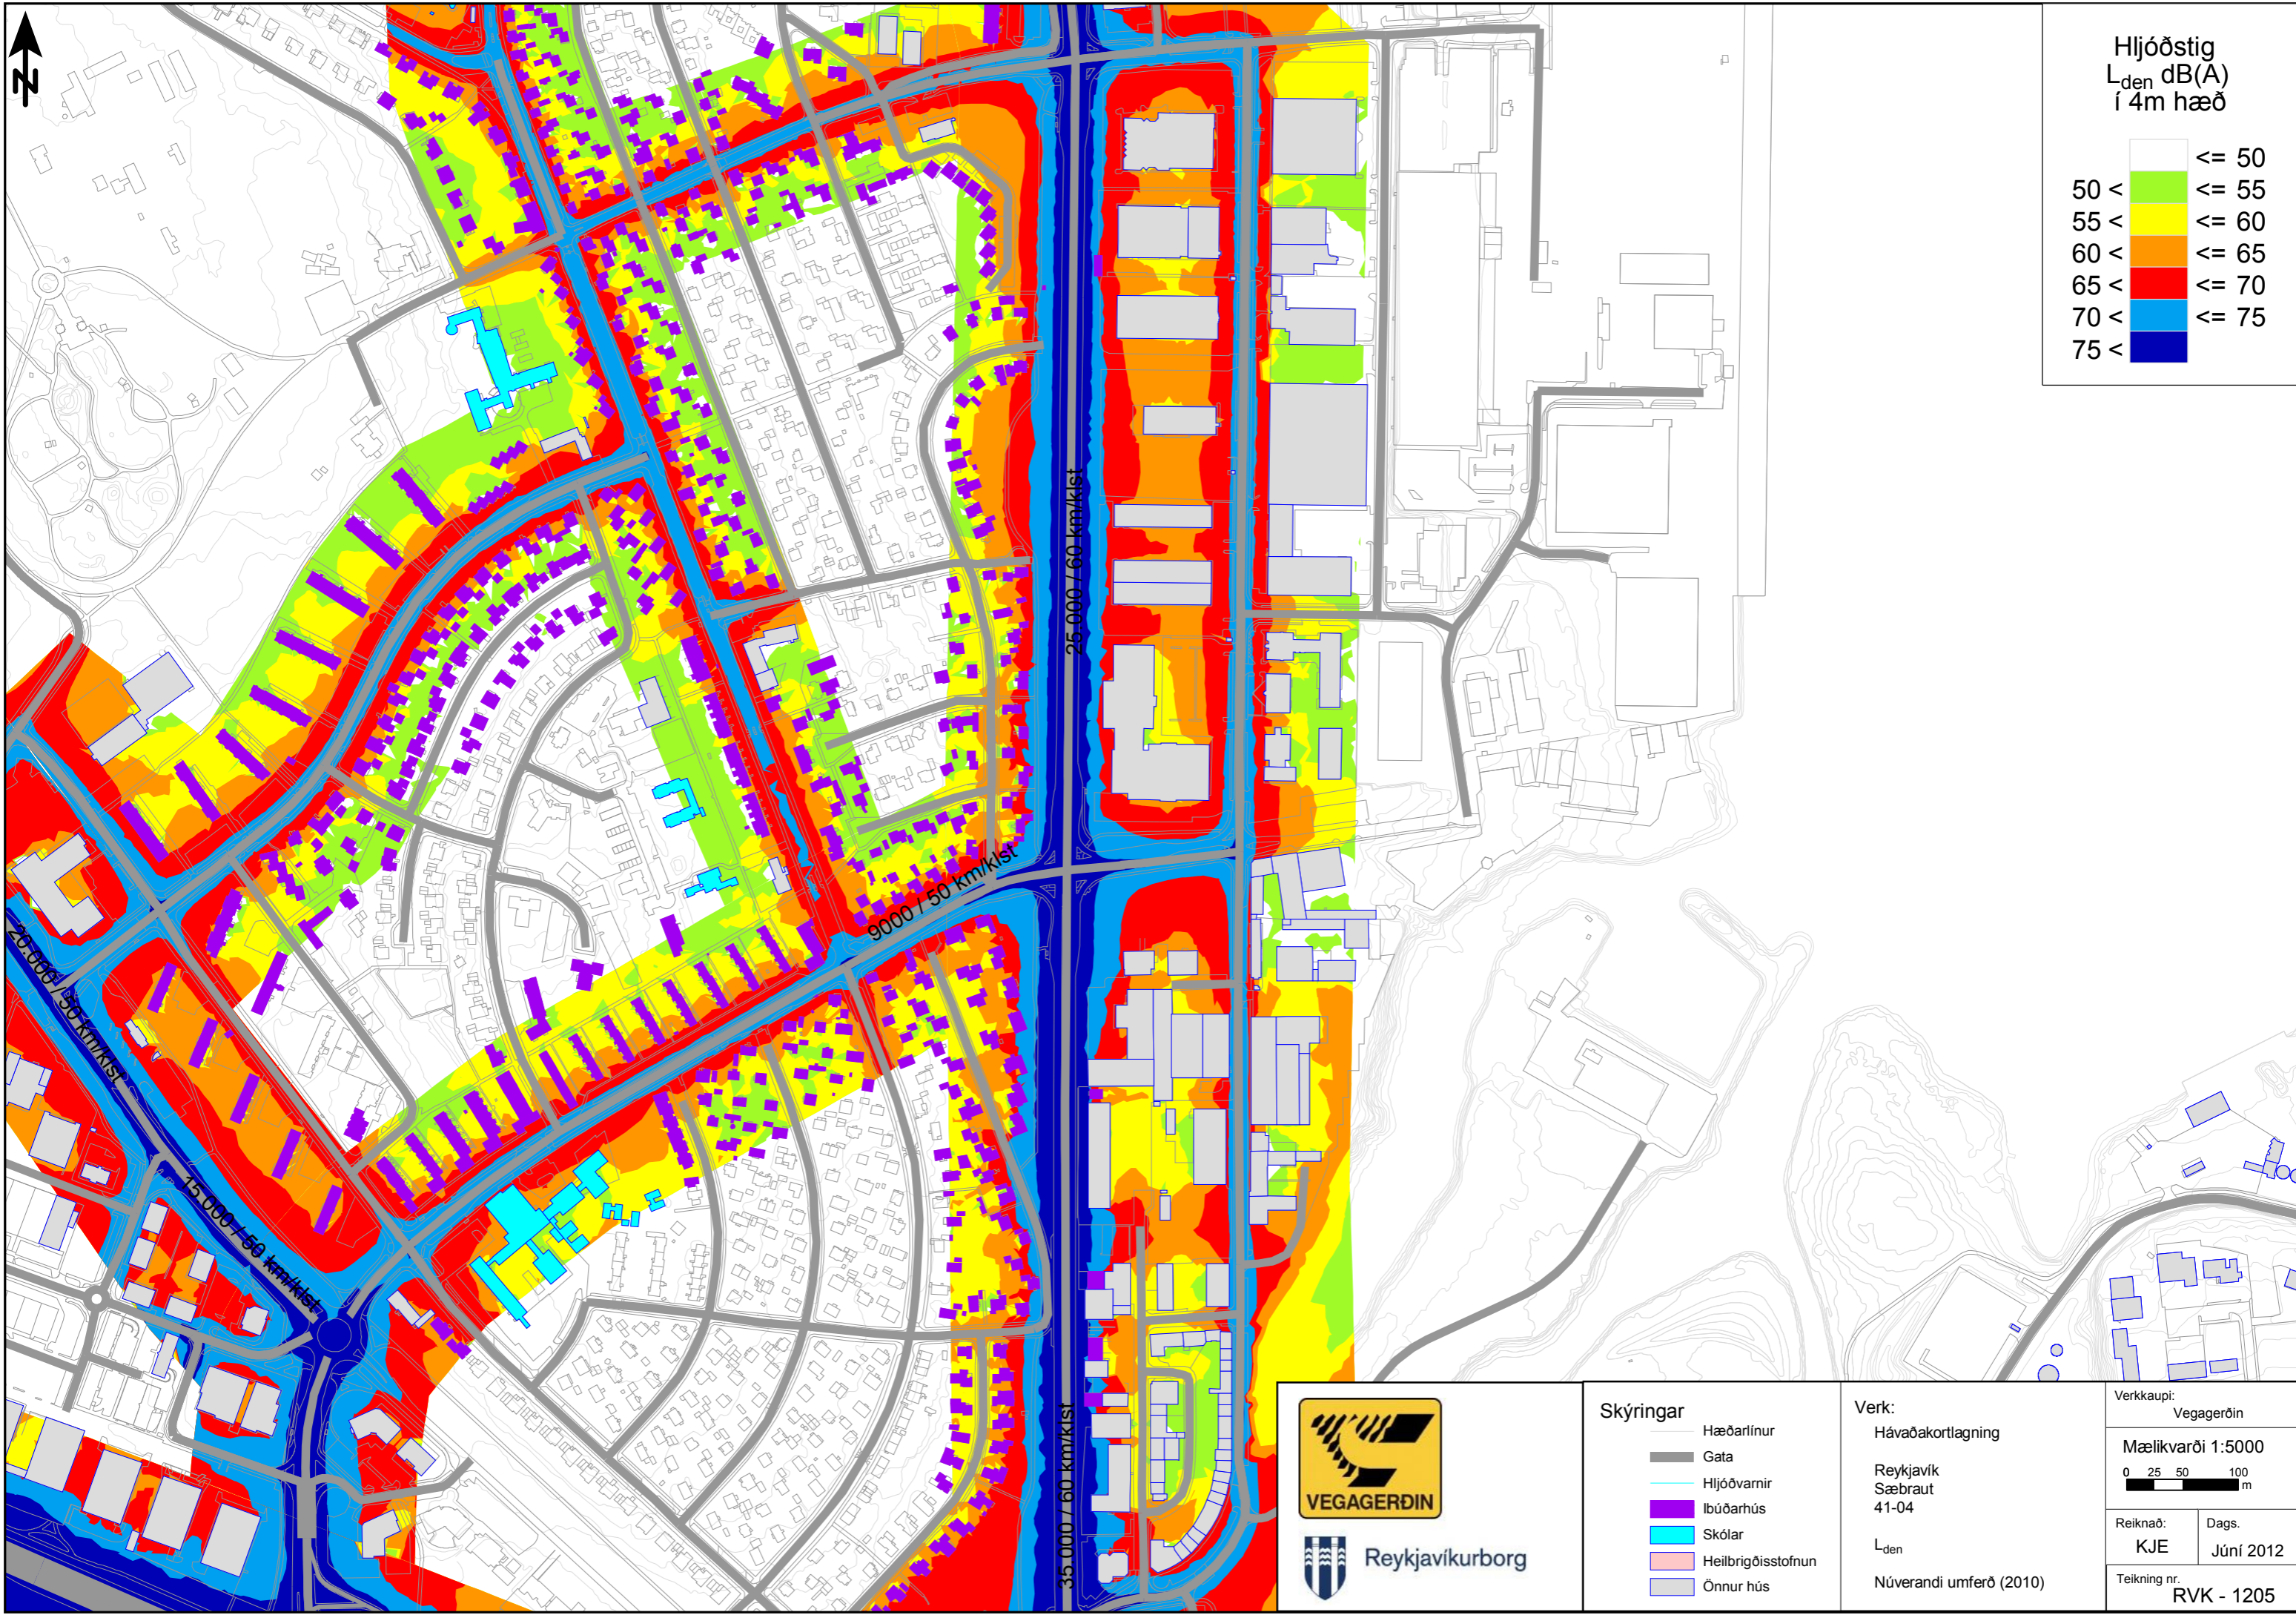 N
Hljóðstig
Lden dB(A)
í 4m hæð
<= 50
50 < <= 55
55 < <= 60
60 < <= 65
65 < <= 70
70 < <= 75
75 <
25.000 / 60 km/klst
9000 / 50 km/klst
20.000 / 50 km/klst
15.000 / 50 km/klst
35.000 / 60 km/klst
VEGAGERÐIN
Reykjavíkurborg
Skýringar
Hæðarlínur
Gata
Hljóðvarnir
Ibúðarhús
Skólar
Heilbrigðisstofnun
Önnur hús
Verk:
Hávaðakortlagning
Reykjavík
Sæbraut
41-04
Lden
Núverandi umferð (2010)
Verkkaupi:
Vegagerðin
Mælikvarði 1:5000
0 25 50 100
m
Reiknað:
KJE
Dags.
Júní 2012
Teikning nr.
RVK - 1205